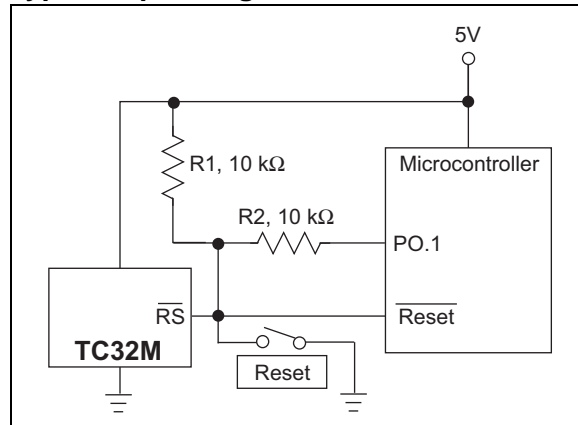 5V
R1, 10 kΩ
Microcontroller
R2, 10 kΩ
PO.1
RS
Reset
TC32M
Reset